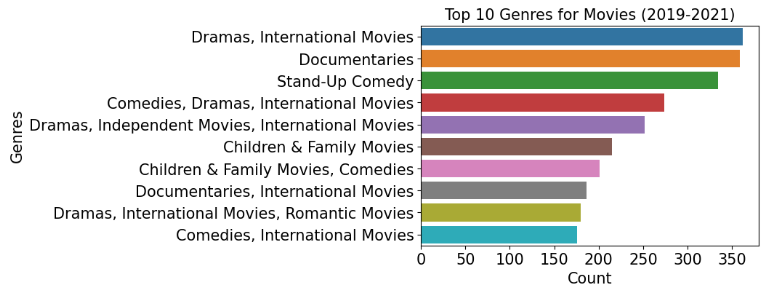 Top 10 Genres for Movies (2019-2021)
Genres
Dramas, International Movies
Documentaries
Stand-Up Comedy
Comedies, Dramas, International Movies
Dramas, Independent Movies, International Movies
Children & Family Movies
Children & Family Movies, Comedies
Documentaries, International Movies
Dramas, International Movies, Romantic Movies
Comedies, International Movies
0 50 100 150 200 250 300 350
Count